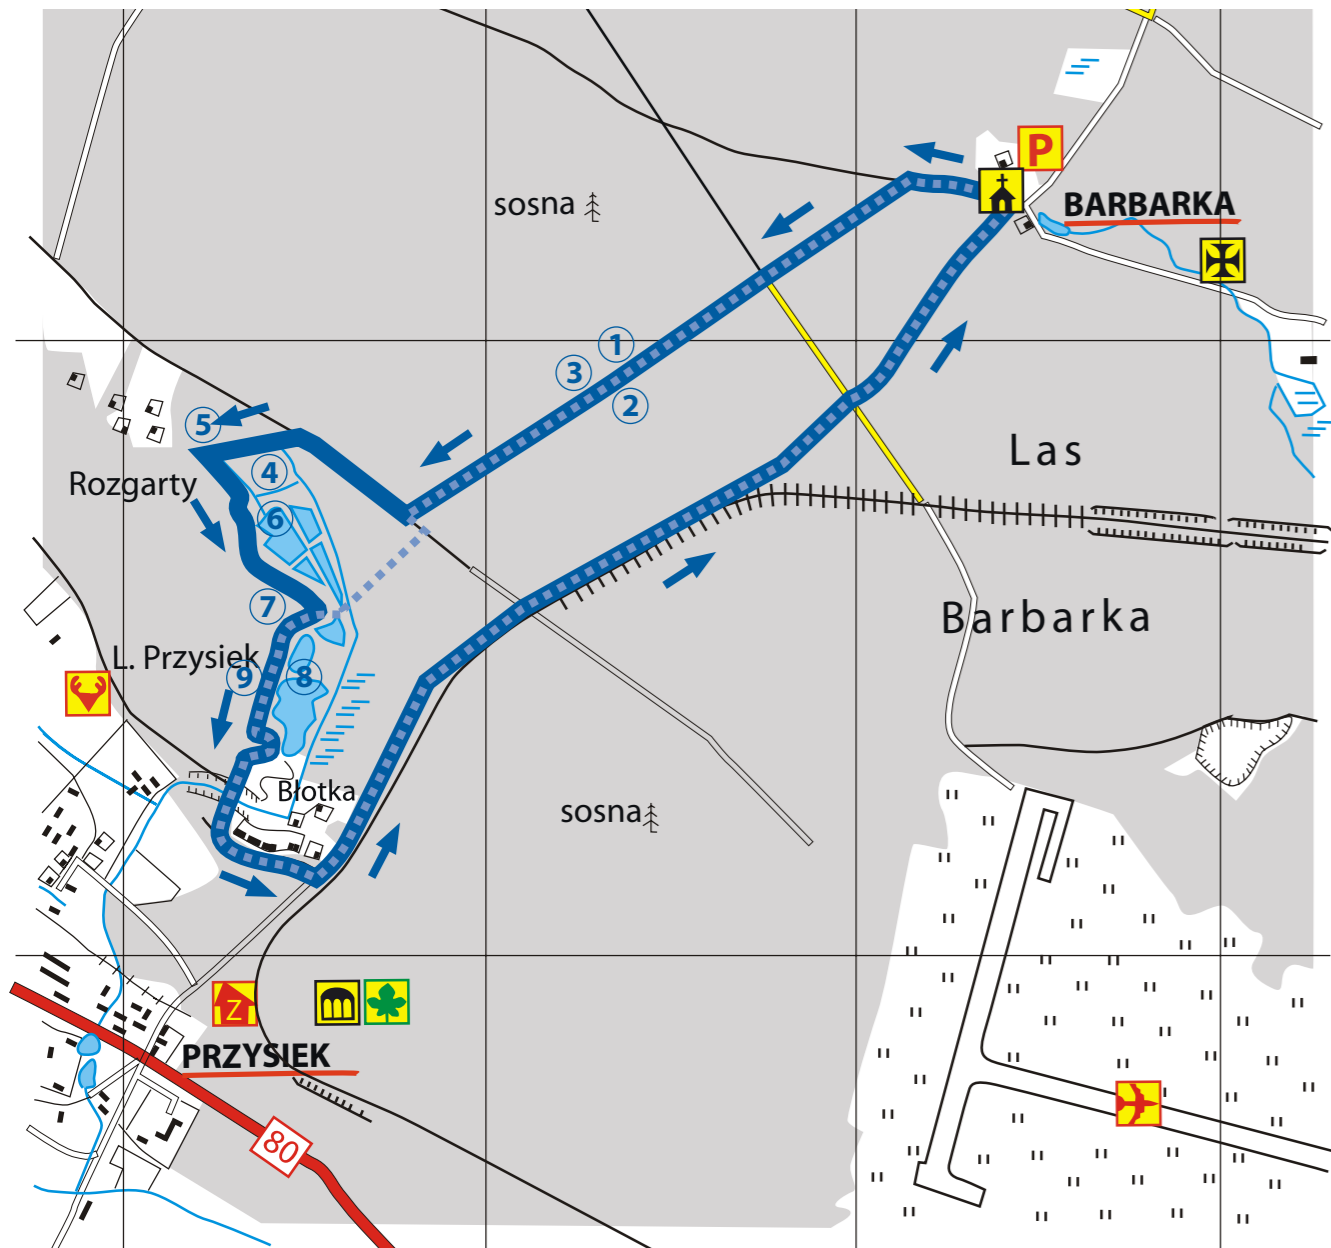 P
sosna
BARBARKA
1
3
2
5
Las
4
Rozgarty
6
7
Barbarka
L. Przysiek
9
8
Błotka
sosna
Z
PRZYSIEK
80